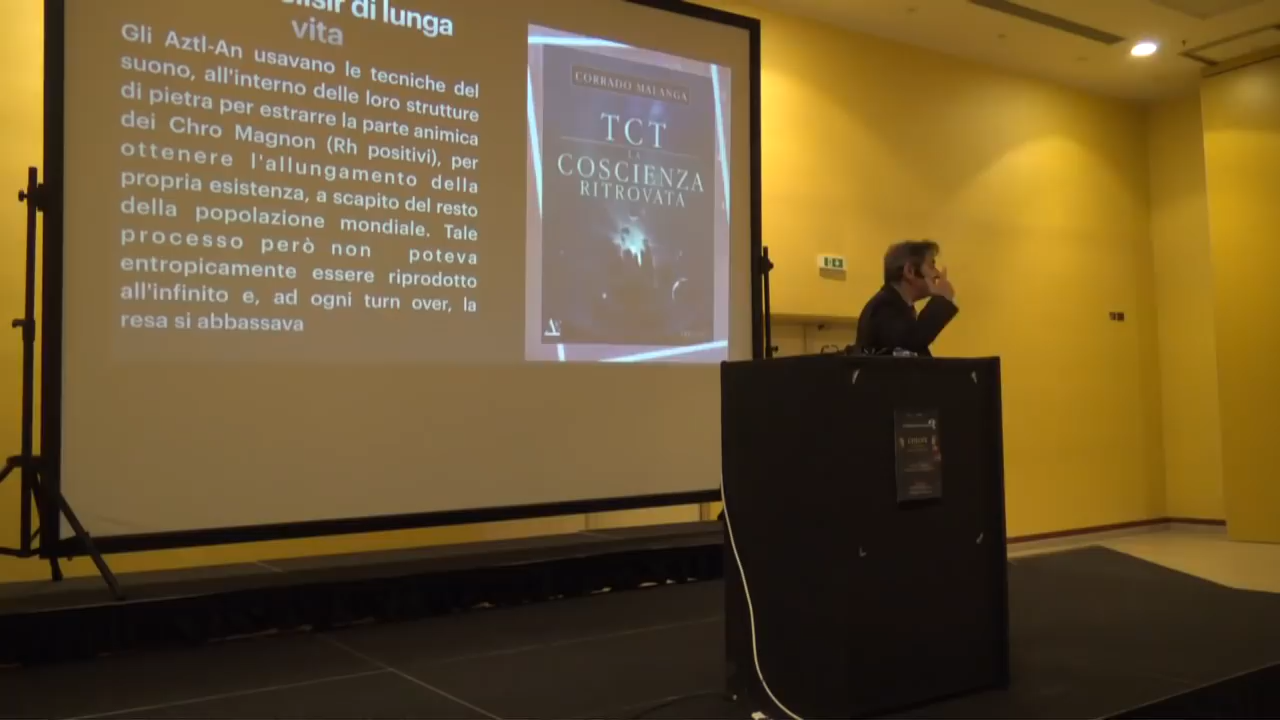 di lunga
vita
Gli Aztl-An usavano le tecniche del
suono, all'interno delle loro strutture
di pietra per estrarre la parte animica
dei Chro Magnon (Rh positivi), per
ottenere l'allungamento della
propria esistenza, a scapito del resto
della popolazione mondiale. Tale
processo però non poteva
entropicamente essere riprodotto
all'infinito e, ad ogni turn over, la
resa si abbassava
CORRADO MALANGA
TCT
LA
COSCIENZA
RITROVATA